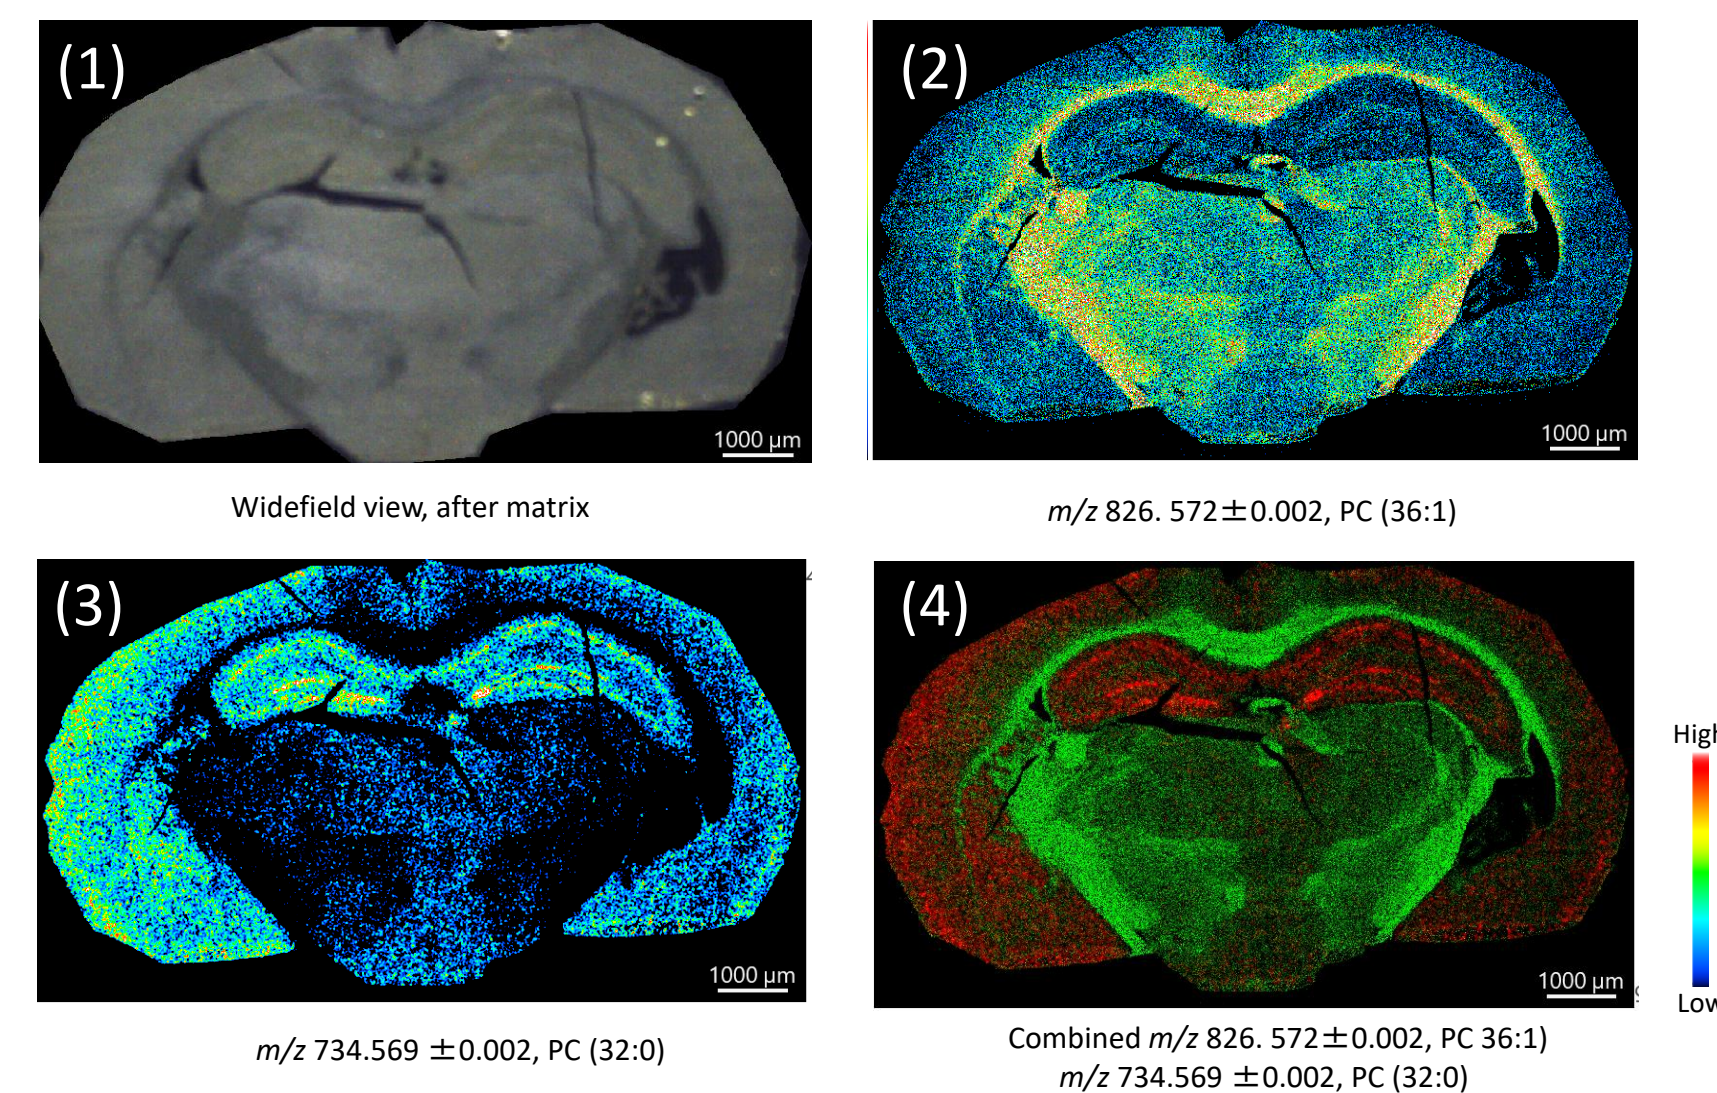 (1)
(2)
1000 µm
1000 µm
Widefield view, after matrix
m/z 826. 572±0.002, PC (36:1)
(3)
(4)
High
1000 µm
1000 µm
Low
m/z 734.569 ±0.002, PC (32:0)
Combined m/z 826. 572±0.002, PC 36:1)
m/z 734.569 ±0.002, PC (32:0)